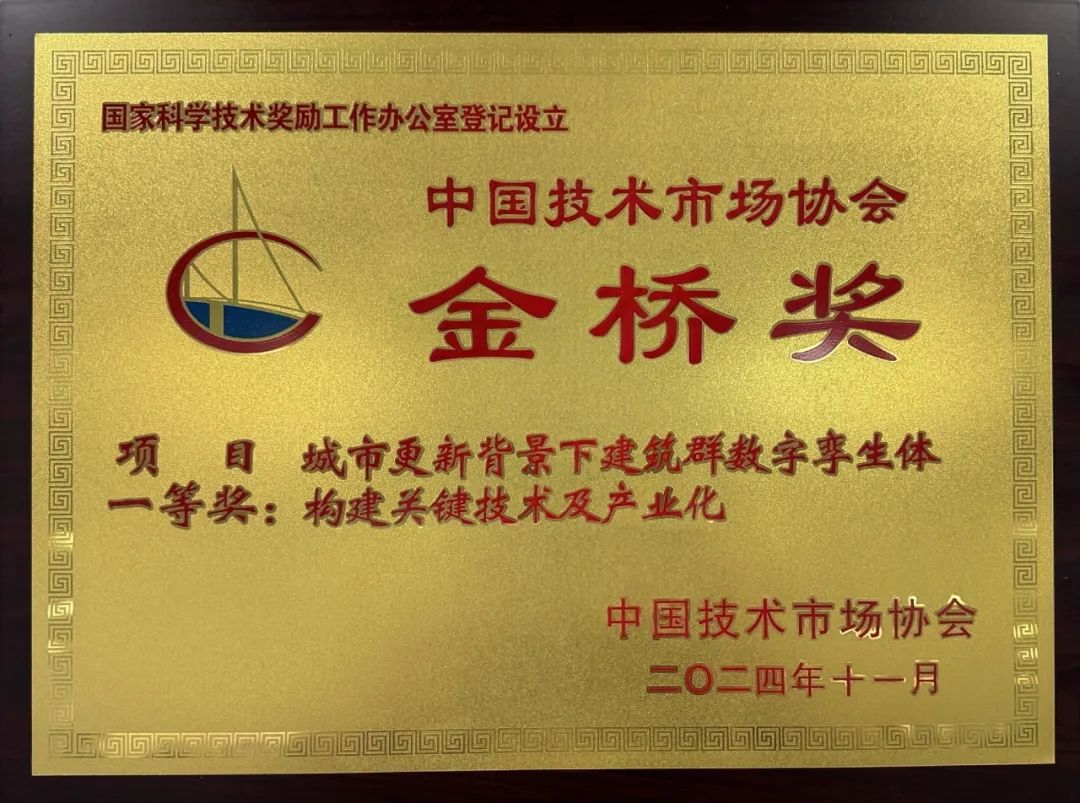 国家科学技术奖励工作办公室登记设立
中国技术市场协会
金桥奖
项目 城市更新背景下建筑群数字孪生体
一等奖：构建关键技术及产业化
中国技术市场协会
二〇二四年十一月